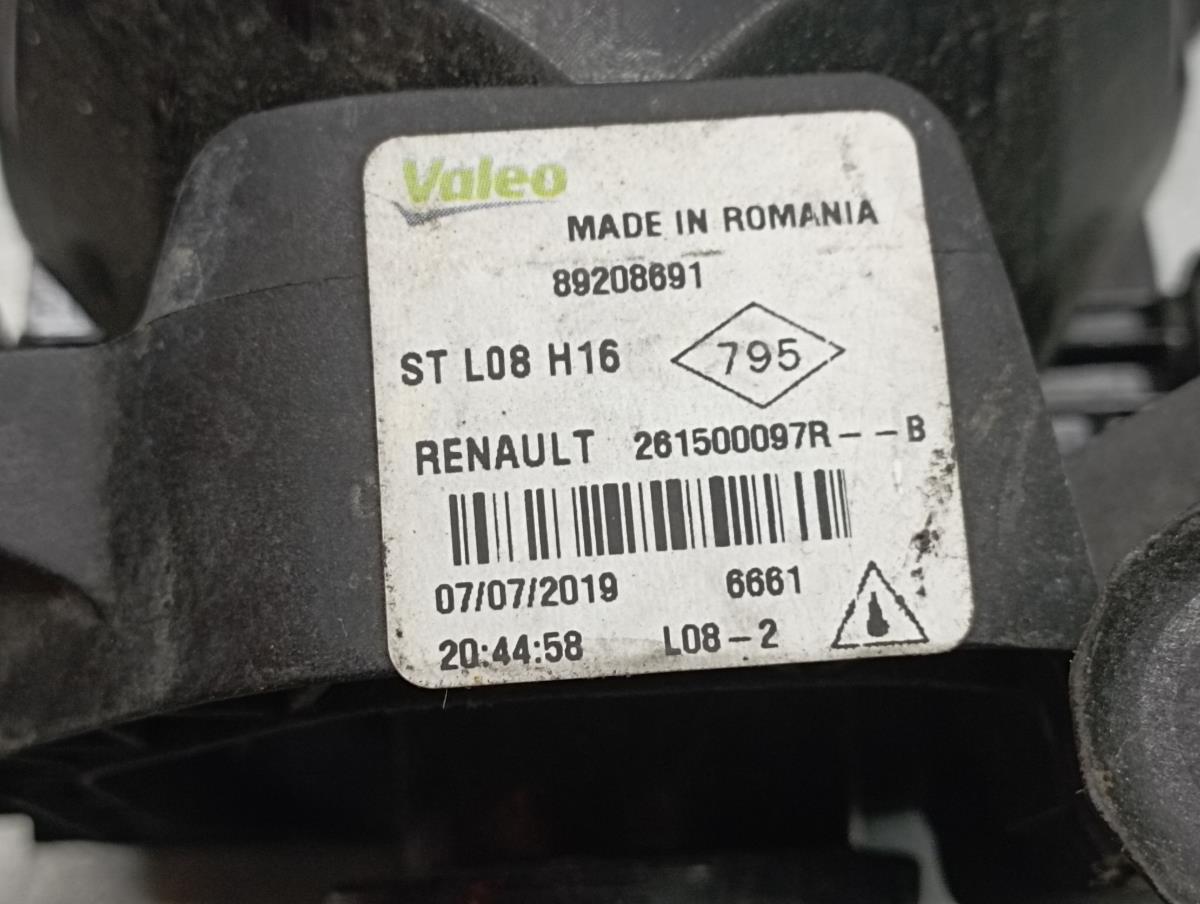 Valeo
MADE IN ROMANIA
89208691
ST L08 H16 795
RENAULT 261500097R--B
07/07/2019 6661
20:44:58 L08-2